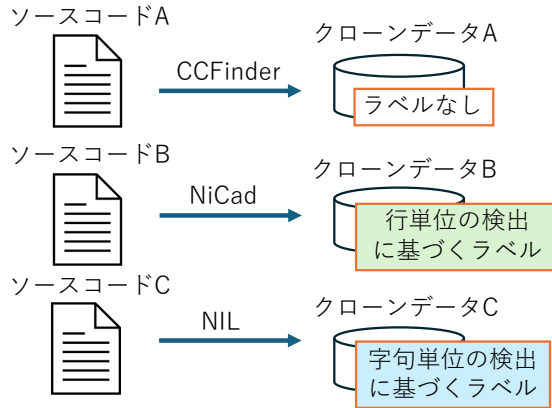 ソースコードA
クローンデータA
CCFinder
ラベルなし
ソースコードB
クローンデータB
NiCad
行単位の検出
に基づくラベル
ソースコードC
クローンデータC
NIL
字句単位の検出
に基づくラベル